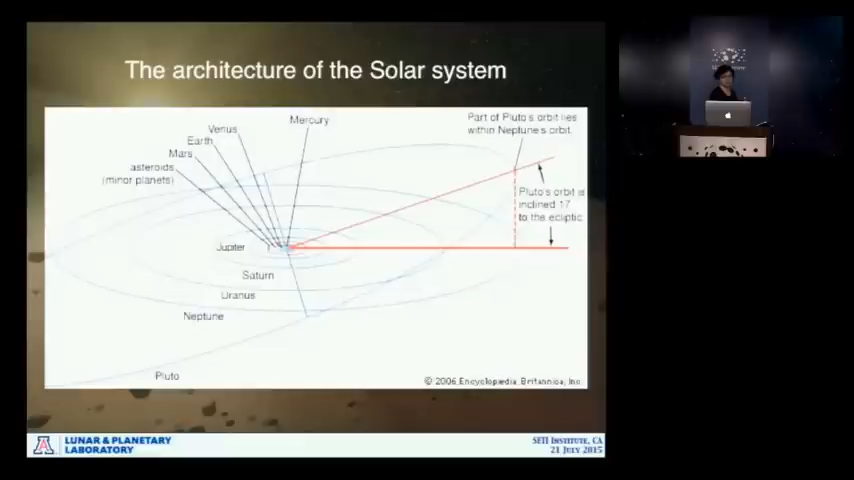 The architecture of the Solar system
Mercury
Venus
Earth
Mars
asteroids
(minor planets)
Part of Pluto's orbit lies
within Neptune's orbit.
Pluto's orbit is
inclined 17
to the ecliptic
Jupiter
Saturn
Uranus
Neptune
Pluto
© 2006 Encyclopædia Britannica, Inc.
A
LUNAR & PLANETARY
LABORATORY
SETI INSTITUTE, CA
21 JULY 2015